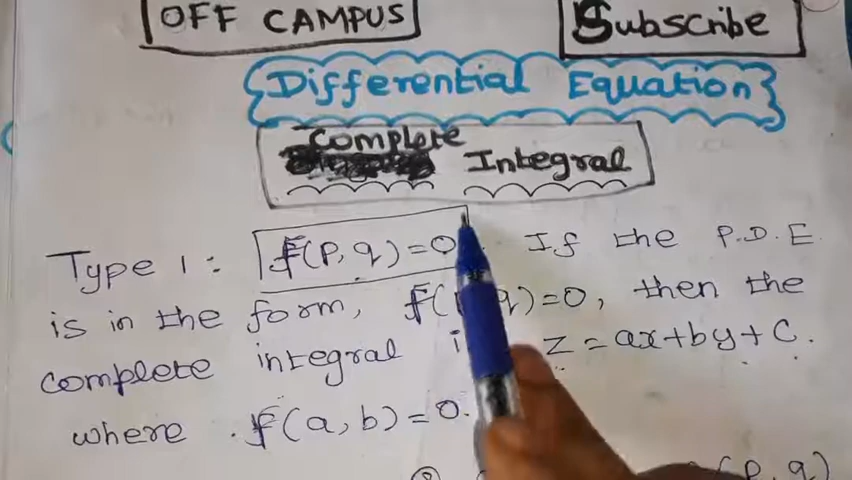 OFF CAMPUS
Subscribe
Differential Equation
Complete
Integral
Type 1: f(p,q)=0. If the P.D.E
is in the form, f( q)=0, then the
complete integral i z=ax+by+c.
where f(a,b)=0.
(p,q)